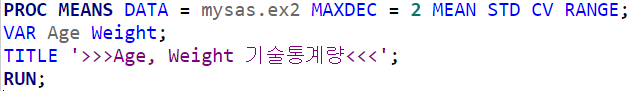 PROC MEANS DATA = mysas.ex2 MAXDEC = 2 MEAN STD CV RANGE;
VAR Age Weight;
TITLE '>>>Age, Weight 기술통계량<<<';
RUN;